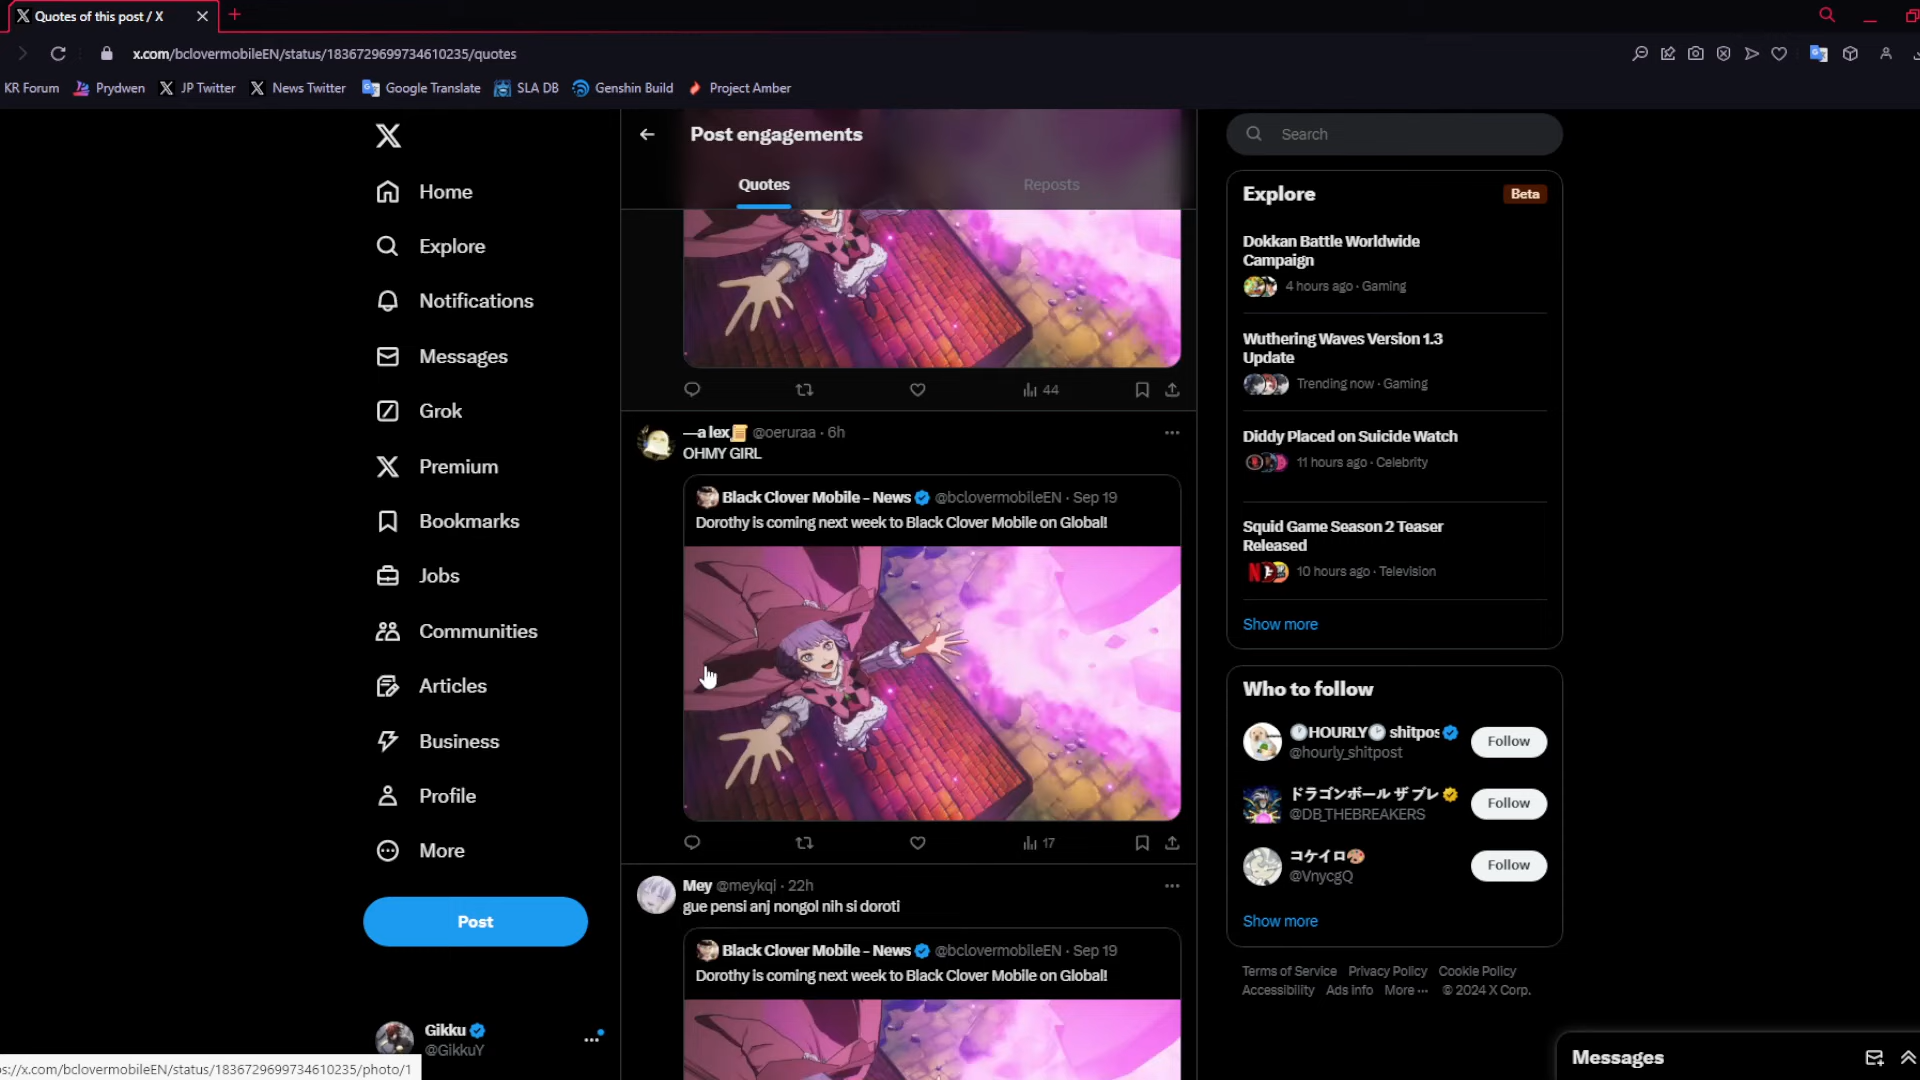 Quotes of this post / X
x.com/bclovermobileEN/status/1836729699734610235/quotes
KR Forum Prydwen JP Twitter News Twitter Google Translate SLA DB Genshin Build Project Amber
Home
Explore
Notifications
Messages
Grok
Premium
Bookmarks
Jobs
Communities
Articles
Business
Profile
More
Post
Gikku
@GikkuY
s://x.com/bclovermobileEN/status/1836729699734610235/photo/1
Post engagements
Quotes Reposts
44
—a lex @oeruraa · 6h
OHMY GIRL
Black Clover Mobile – News @bclovermobileEN · Sep 19
Dorothy is coming next week to Black Clover Mobile on Global!
17
Mey @meykqi · 22h
gue pensi anj nongol nih si doroti
Black Clover Mobile – News @bclovermobileEN · Sep 19
Dorothy is coming next week to Black Clover Mobile on Global!
Search
Explore Beta
Dokkan Battle Worldwide
Campaign
4 hours ago · Gaming
Wuthering Waves Version 1.3
Update
Trending now · Gaming
Diddy Placed on Suicide Watch
11 hours ago · Celebrity
Squid Game Season 2 Teaser
Released
10 hours ago · Television
Show more
Who to follow
HOURLY shitpos
@hourly_shitpost
Follow
ドラゴンボール ザ ブレ
@DB_THEBREAKERS
Follow
コケイロ
@VnycgQ
Follow
Show more
Terms of Service Privacy Policy Cookie Policy
Accessibility Ads info More ··· © 2024 X Corp.
Messages